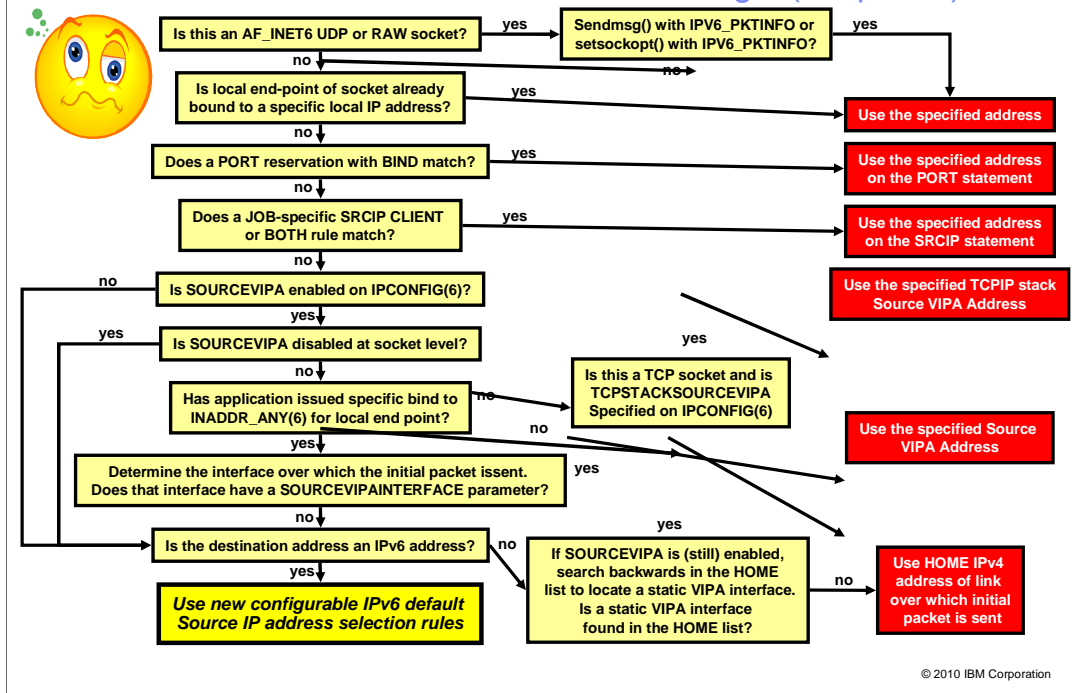 Is this an AF_INET6 UDP or RAW socket?
yes
Sendmsg() with IPV6_PKTINFO or
setsockopt() with IPV6_PKTINFO?
yes
no
no
Is local end-point of socket already
bound to a specific local IP address?
yes
Use the specified address
no
Does a PORT reservation with BIND match?
yes
Use the specified address
on the PORT statement
no
Does a JOB-specific SRCIP CLIENT
or BOTH rule match?
yes
Use the specified address
on the SRCIP statement
no
no
Is SOURCEVIPA enabled on IPCONFIG(6)?
Use the specified TCPIP stack
Source VIPA Address
yes
yes
Is SOURCEVIPA disabled at socket level?
yes
no
Has application issued specific bind to
INADDR_ANY(6) for local end point?
no
Is this a TCP socket and is
TCPSTACKSOURCEVIPA
Specified on IPCONFIG(6)
no
Use the specified Source
VIPA Address
yes
Determine the interface over which the initial packet issent.
Does that interface have a SOURCEVIPAINTERFACE parameter?
yes
no
Is the destination address an IPv6 address?
no
yes
If SOURCEVIPA is (still) enabled,
search backwards in the HOME
list to locate a static VIPA interface.
Is a static VIPA interface
found in the HOME list?
no
Use HOME IPv4
address of link
over which initial
packet is sent
yes
Use new configurable IPv6 default
Source IP address selection rules
© 2010 IBM Corporation